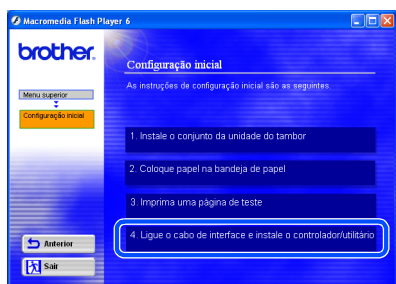 Macromedia Flash Player 6
brother.
Configuração inicial
As instruções de configuração inicial são as seguintes.
Menu superior
Configuração inicial
1. Instale o conjunto da unidade do tambor
2. Coloque papel na bandeja de papel
3. Imprima uma página de teste
4. Ligue o cabo de interface e instale o controlador/utilitário
Anterior
Sair